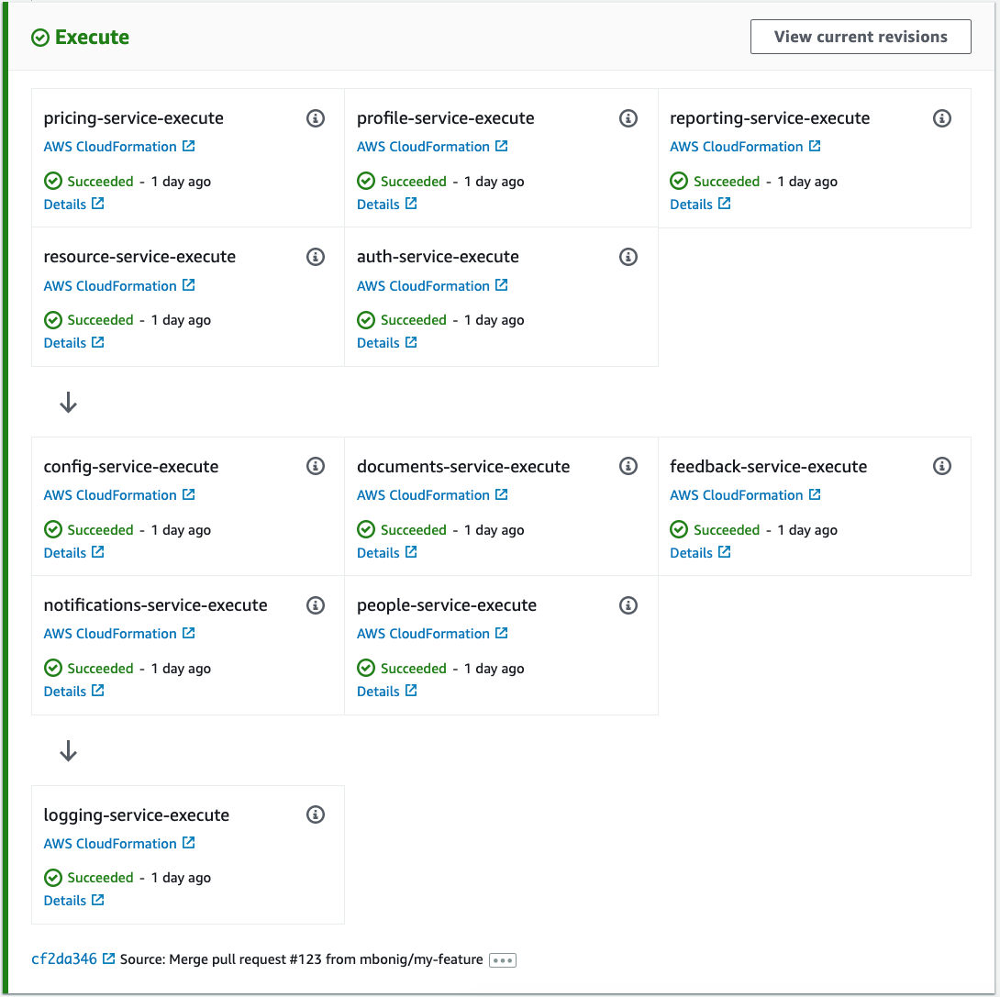 Execute
View current revisions
pricing-service-execute
AWS CloudFormation
Succeeded - 1 day ago
Details
profile-service-execute
AWS CloudFormation
Succeeded - 1 day ago
Details
reporting-service-execute
AWS CloudFormation
Succeeded - 1 day ago
Details
resource-service-execute
AWS CloudFormation
Succeeded - 1 day ago
Details
auth-service-execute
AWS CloudFormation
Succeeded - 1 day ago
Details
config-service-execute
AWS CloudFormation
Succeeded - 1 day ago
Details
documents-service-execute
AWS CloudFormation
Succeeded - 1 day ago
Details
feedback-service-execute
AWS CloudFormation
Succeeded - 1 day ago
Details
notifications-service-execute
AWS CloudFormation
Succeeded - 1 day ago
Details
people-service-execute
AWS CloudFormation
Succeeded - 1 day ago
Details
logging-service-execute
AWS CloudFormation
Succeeded - 1 day ago
Details
cf2da346 Source: Merge pull request #123 from mbonig/my-feature